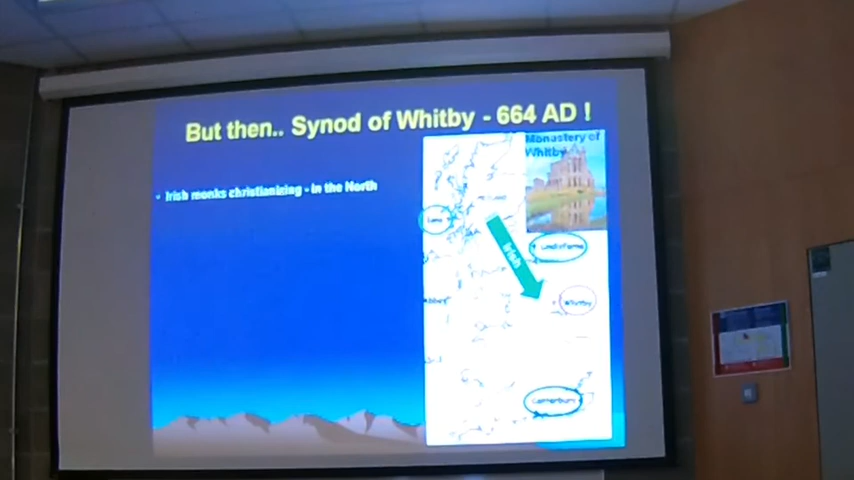 But then.. Synod of Whitby - 664 AD !
Monastery of
Whitby
• Irish monks christianizing - in the North
Iona
Lindisfarne
Irish
Whitby
Canterbury